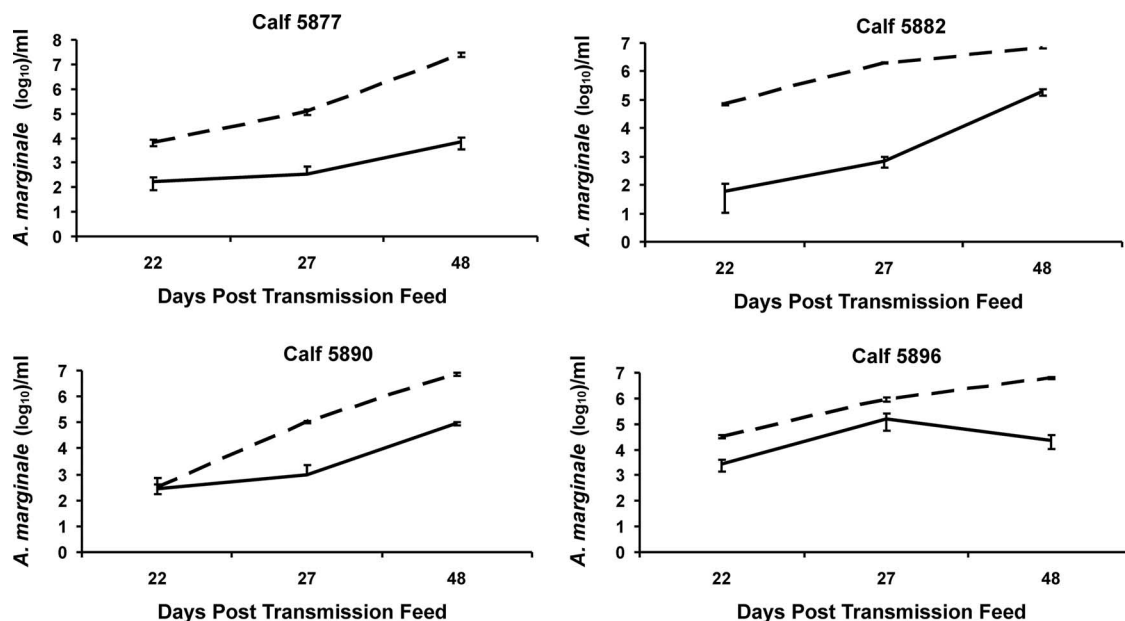 Calf 5877
A. marginale (log10)/ml
8
7
6
5
4
3
2
1
0
22 27 48
Days Post Transmission Feed
Calf 5882
A. marginale (log10)/ml
7
6
5
4
3
2
1
0
22 27 48
Days Post Transmission Feed
Calf 5890
A. marginale (log10)/ml
7
6
5
4
3
2
1
0
22 27 48
Days Post Transmission Feed
Calf 5896
A. marginale (log10)/ml
7
6
5
4
3
2
1
0
22 27 48
Days Post Transmission Feed